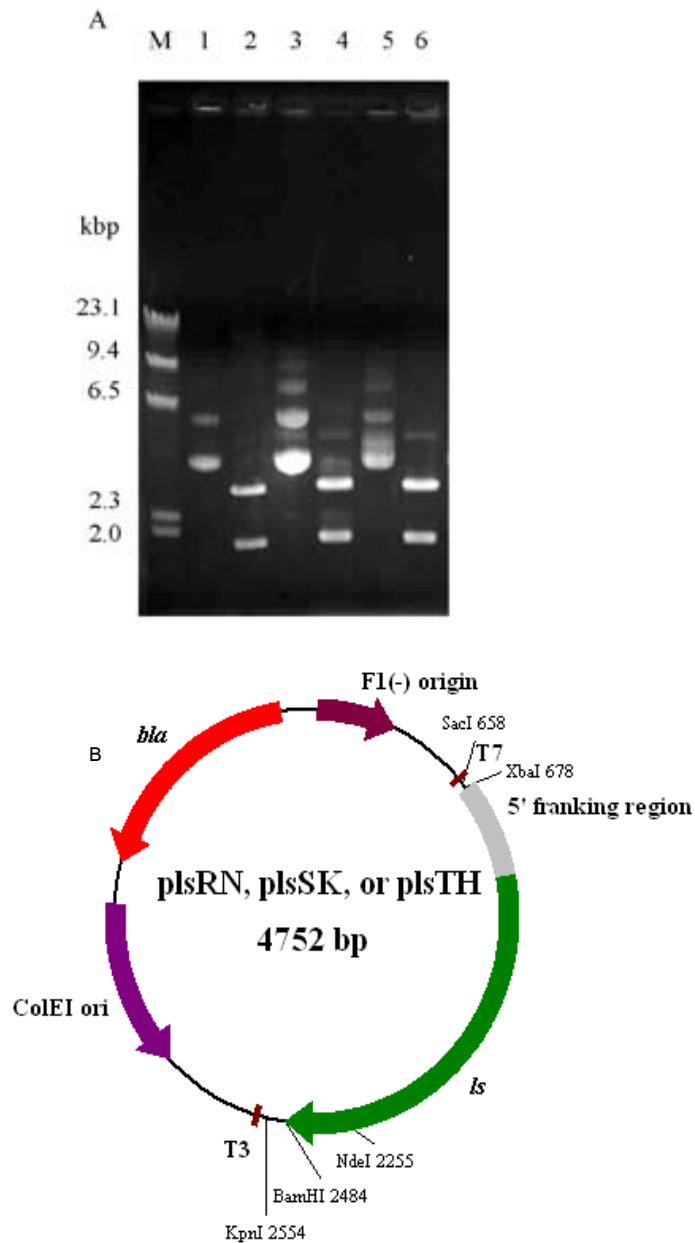 A
M 1 2 3 4 5 6
kbp
23.1
9.4
6.5
2.3
2.0
F1(-) origin
bla
B
SacI 658
T7
XbaI 678
5' franking region
plsRN, plsSK, or plsTH
4752 bp
ColEI ori
ls
T3
NdeI 2255
BamHI 2484
KpnI 2554